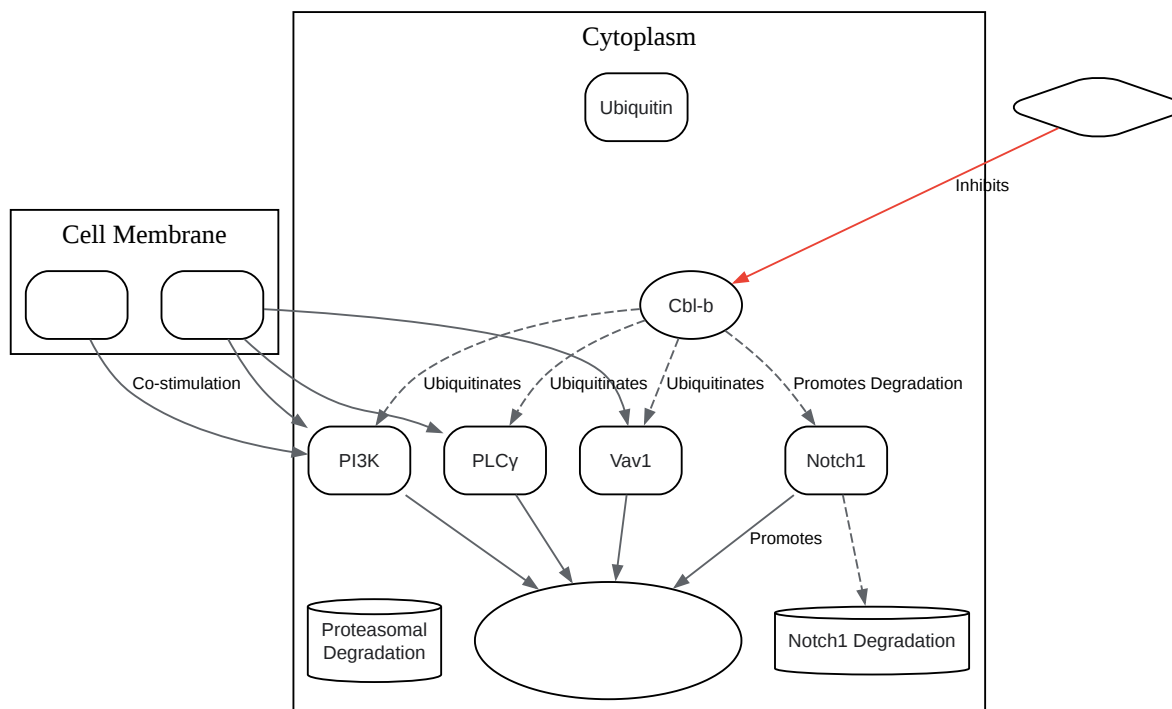 Cytoplasm
Ubiquitin
Inhibits
Cell Membrane
Cbl-b
Co-stimulation
Ubiquitinates
Ubiquitinates
Ubiquitinates
Promotes Degradation
PI3K
PLCγ
Vav1
Notch1
Promotes
Proteasomal
Degradation
Notch1 Degradation